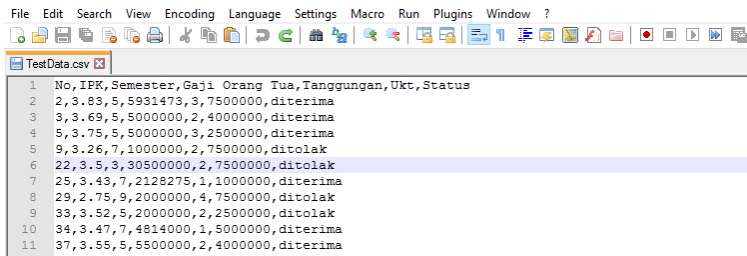 File Edit Search View Encoding Language Settings Macro Run Plugins Window ?
TestData.csv
1 No,IPK,Semester,Gaji Orang Tua,Tanggungan,Ukt,Status
2 2,3.83,5,5931473,3,7500000,diterima
3 3,3.69,5,5000000,2,4000000,diterima
4 5,3.75,5,5000000,3,2500000,diterima
5 9,3.26,7,1000000,2,7500000,ditolak
6 22,3.5,3,30500000,2,7500000,ditolak
7 25,3.43,7,2128275,1,1000000,diterima
8 29,2.75,9,2000000,4,7500000,ditolak
9 33,3.52,5,2000000,2,2500000,ditolak
10 34,3.47,7,4814000,1,5000000,diterima
11 37,3.55,5,5500000,2,4000000,diterima